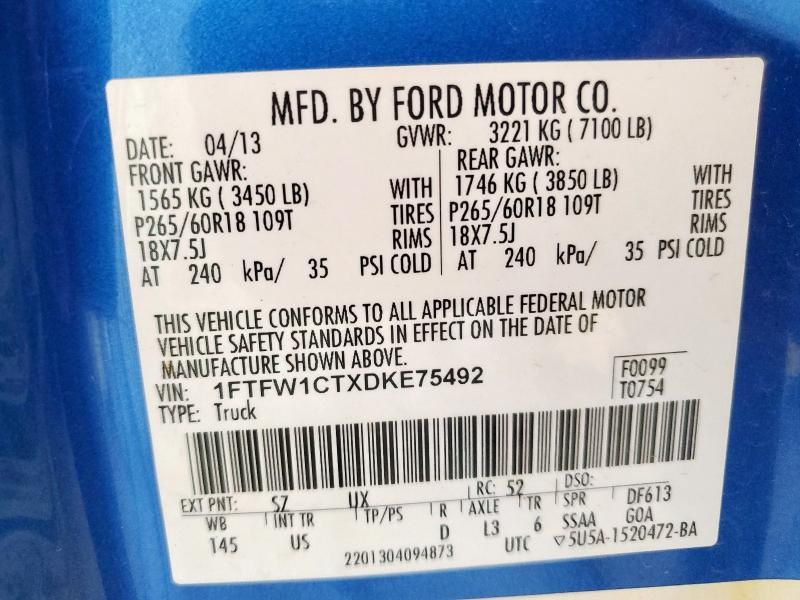 MFD. BY FORD MOTOR CO.
DATE: 04/13 GVWR: 3221 KG ( 7100 LB)
FRONT GAWR: REAR GAWR:
1565 KG ( 3450 LB) WITH 1746 KG ( 3850 LB) WITH
P265/60R18 109T TIRES P265/60R18 109T TIRES
18X7.5J RIMS 18X7.5J RIMS
AT 240 kPa/ 35 PSI COLD AT 240 kPa/ 35 PSI COLD
THIS VEHICLE CONFORMS TO ALL APPLICABLE FEDERAL MOTOR
VEHICLE SAFETY STANDARDS IN EFFECT ON THE DATE OF
MANUFACTURE SHOWN ABOVE.
VIN: 1FTFW1CTXDKE75492 F0099
TYPE: Truck T0754
EXT PNT: SZ UX RC: 52 DSO:
WB INT TR TP/PS R AXLE TR SPR DF613
145 US D L3 6 SSAA G0A
2201304094873 UTC ▽5U5A-1520472-BA